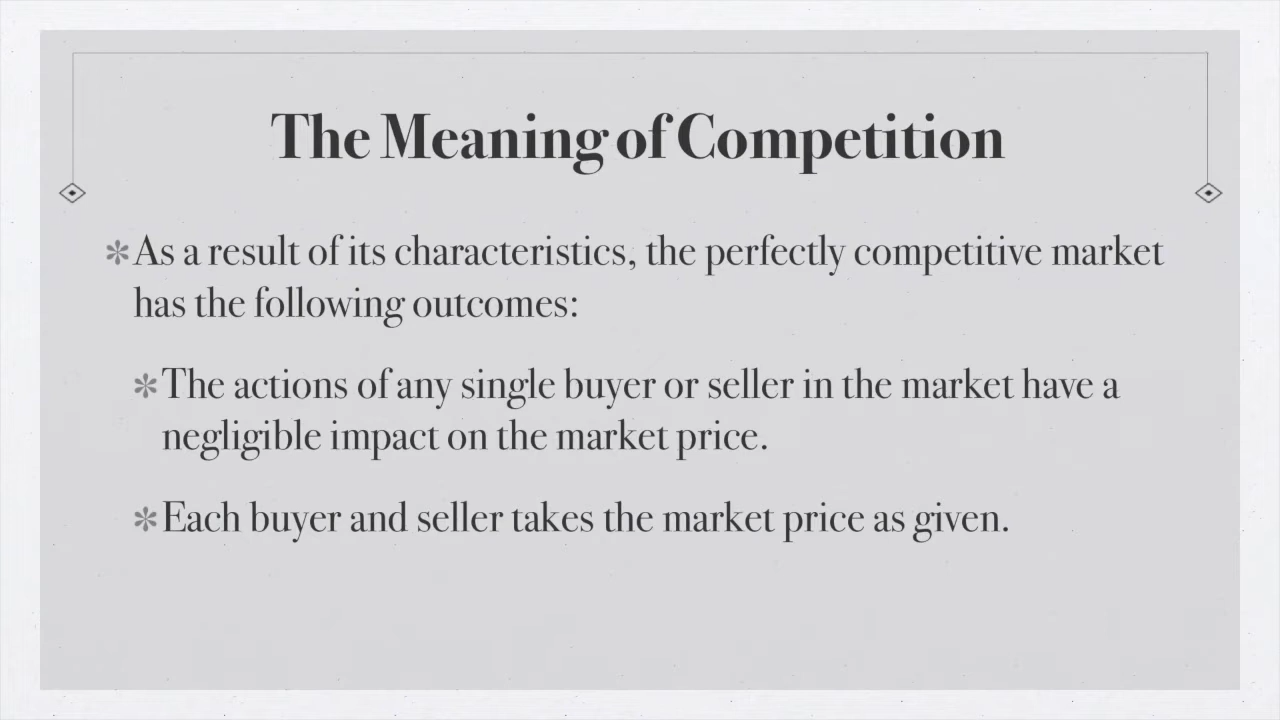 The Meaning of Competition
✻As a result of its characteristics, the perfectly competitive market
has the following outcomes:
✻The actions of any single buyer or seller in the market have a
negligible impact on the market price.
✻Each buyer and seller takes the market price as given.